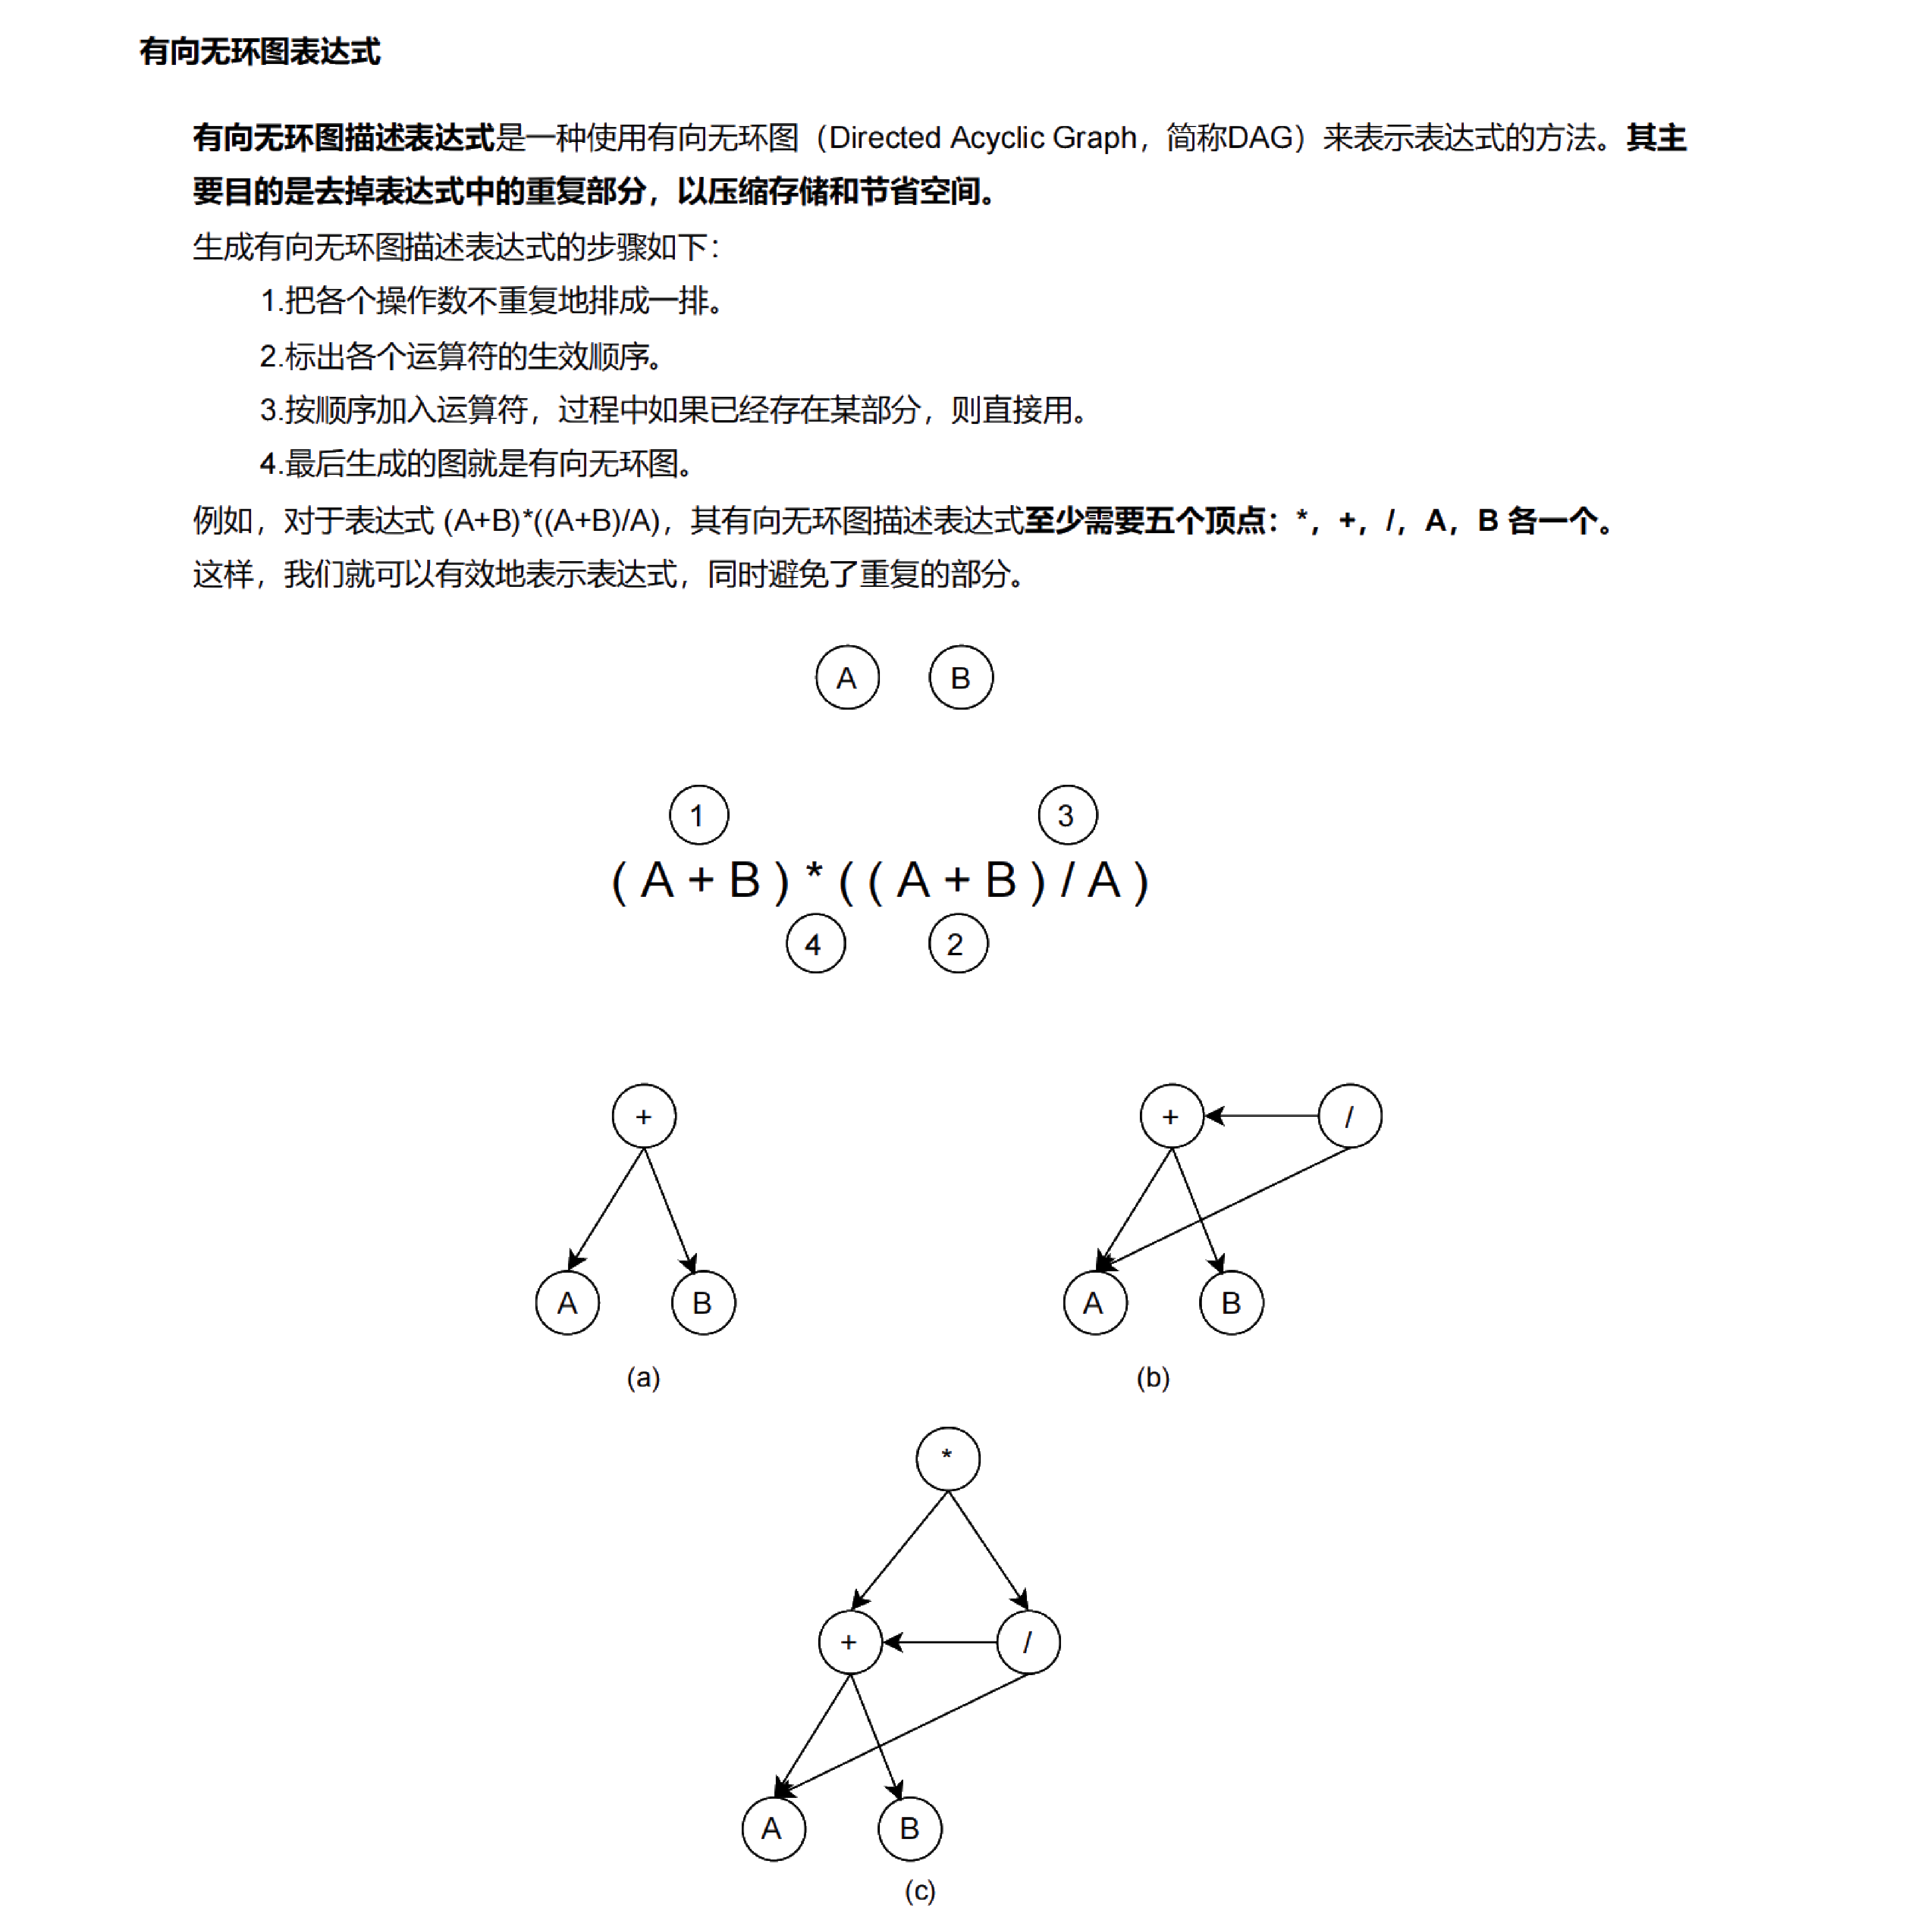 有向无环图表达式
有向无环图描述表达式是一种使用有向无环图（Directed Acyclic Graph，简称DAG）来表示表达式的方法。其主
要目的是去掉表达式中的重复部分，以压缩存储和节省空间。
生成有向无环图描述表达式的步骤如下：
1.把各个操作数不重复地排成一排。
2.标出各个运算符的生效顺序。
3.按顺序加入运算符，过程中如果已经存在某部分，则直接用。
4.最后生成的图就是有向无环图。
例如，对于表达式 (A+B)*((A+B)/A)，其有向无环图描述表达式至少需要五个顶点：*，+，/，A，B 各一个。
这样，我们就可以有效地表示表达式，同时避免了重复的部分。
A B
1 3
( A + B ) * ( ( A + B ) / A )
4 2
+ + /
A B A B
(a) (b)
*
+ /
A B
(c)